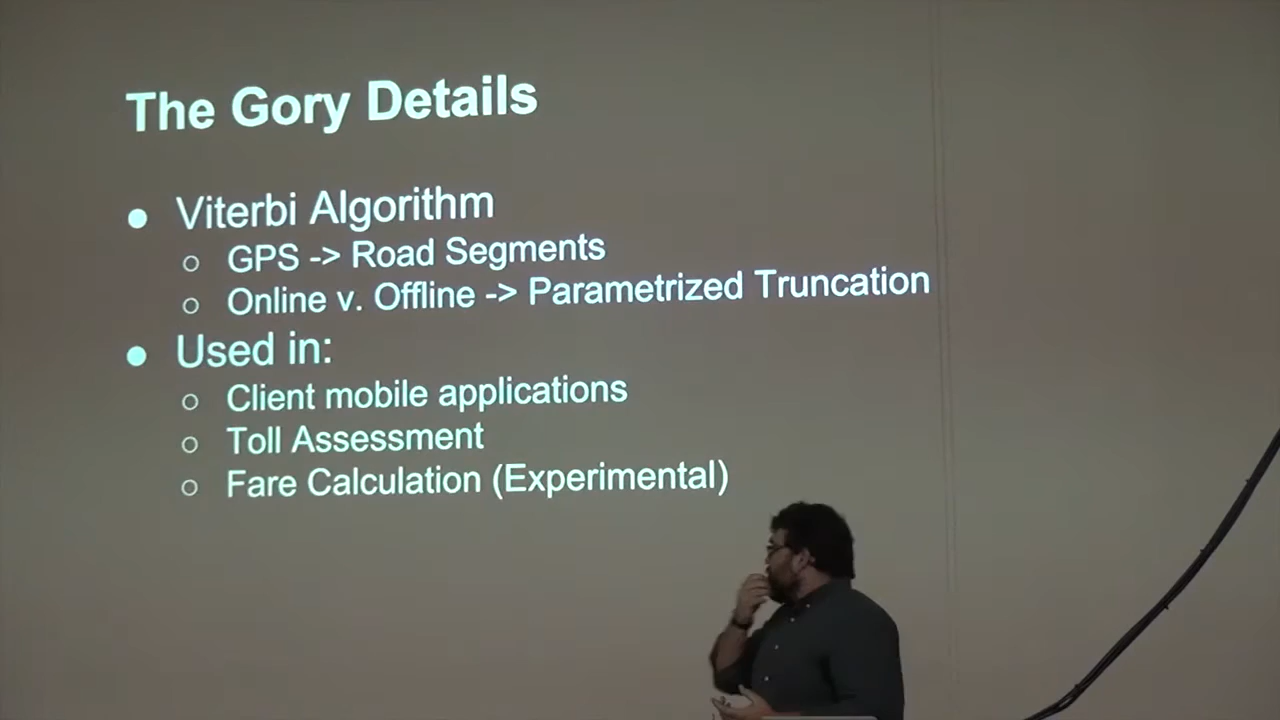 The Gory Details
● Viterbi Algorithm
○ GPS -> Road Segments
○ Online v. Offline -> Parametrized Truncation
● Used in:
○ Client mobile applications
○ Toll Assessment
○ Fare Calculation (Experimental)